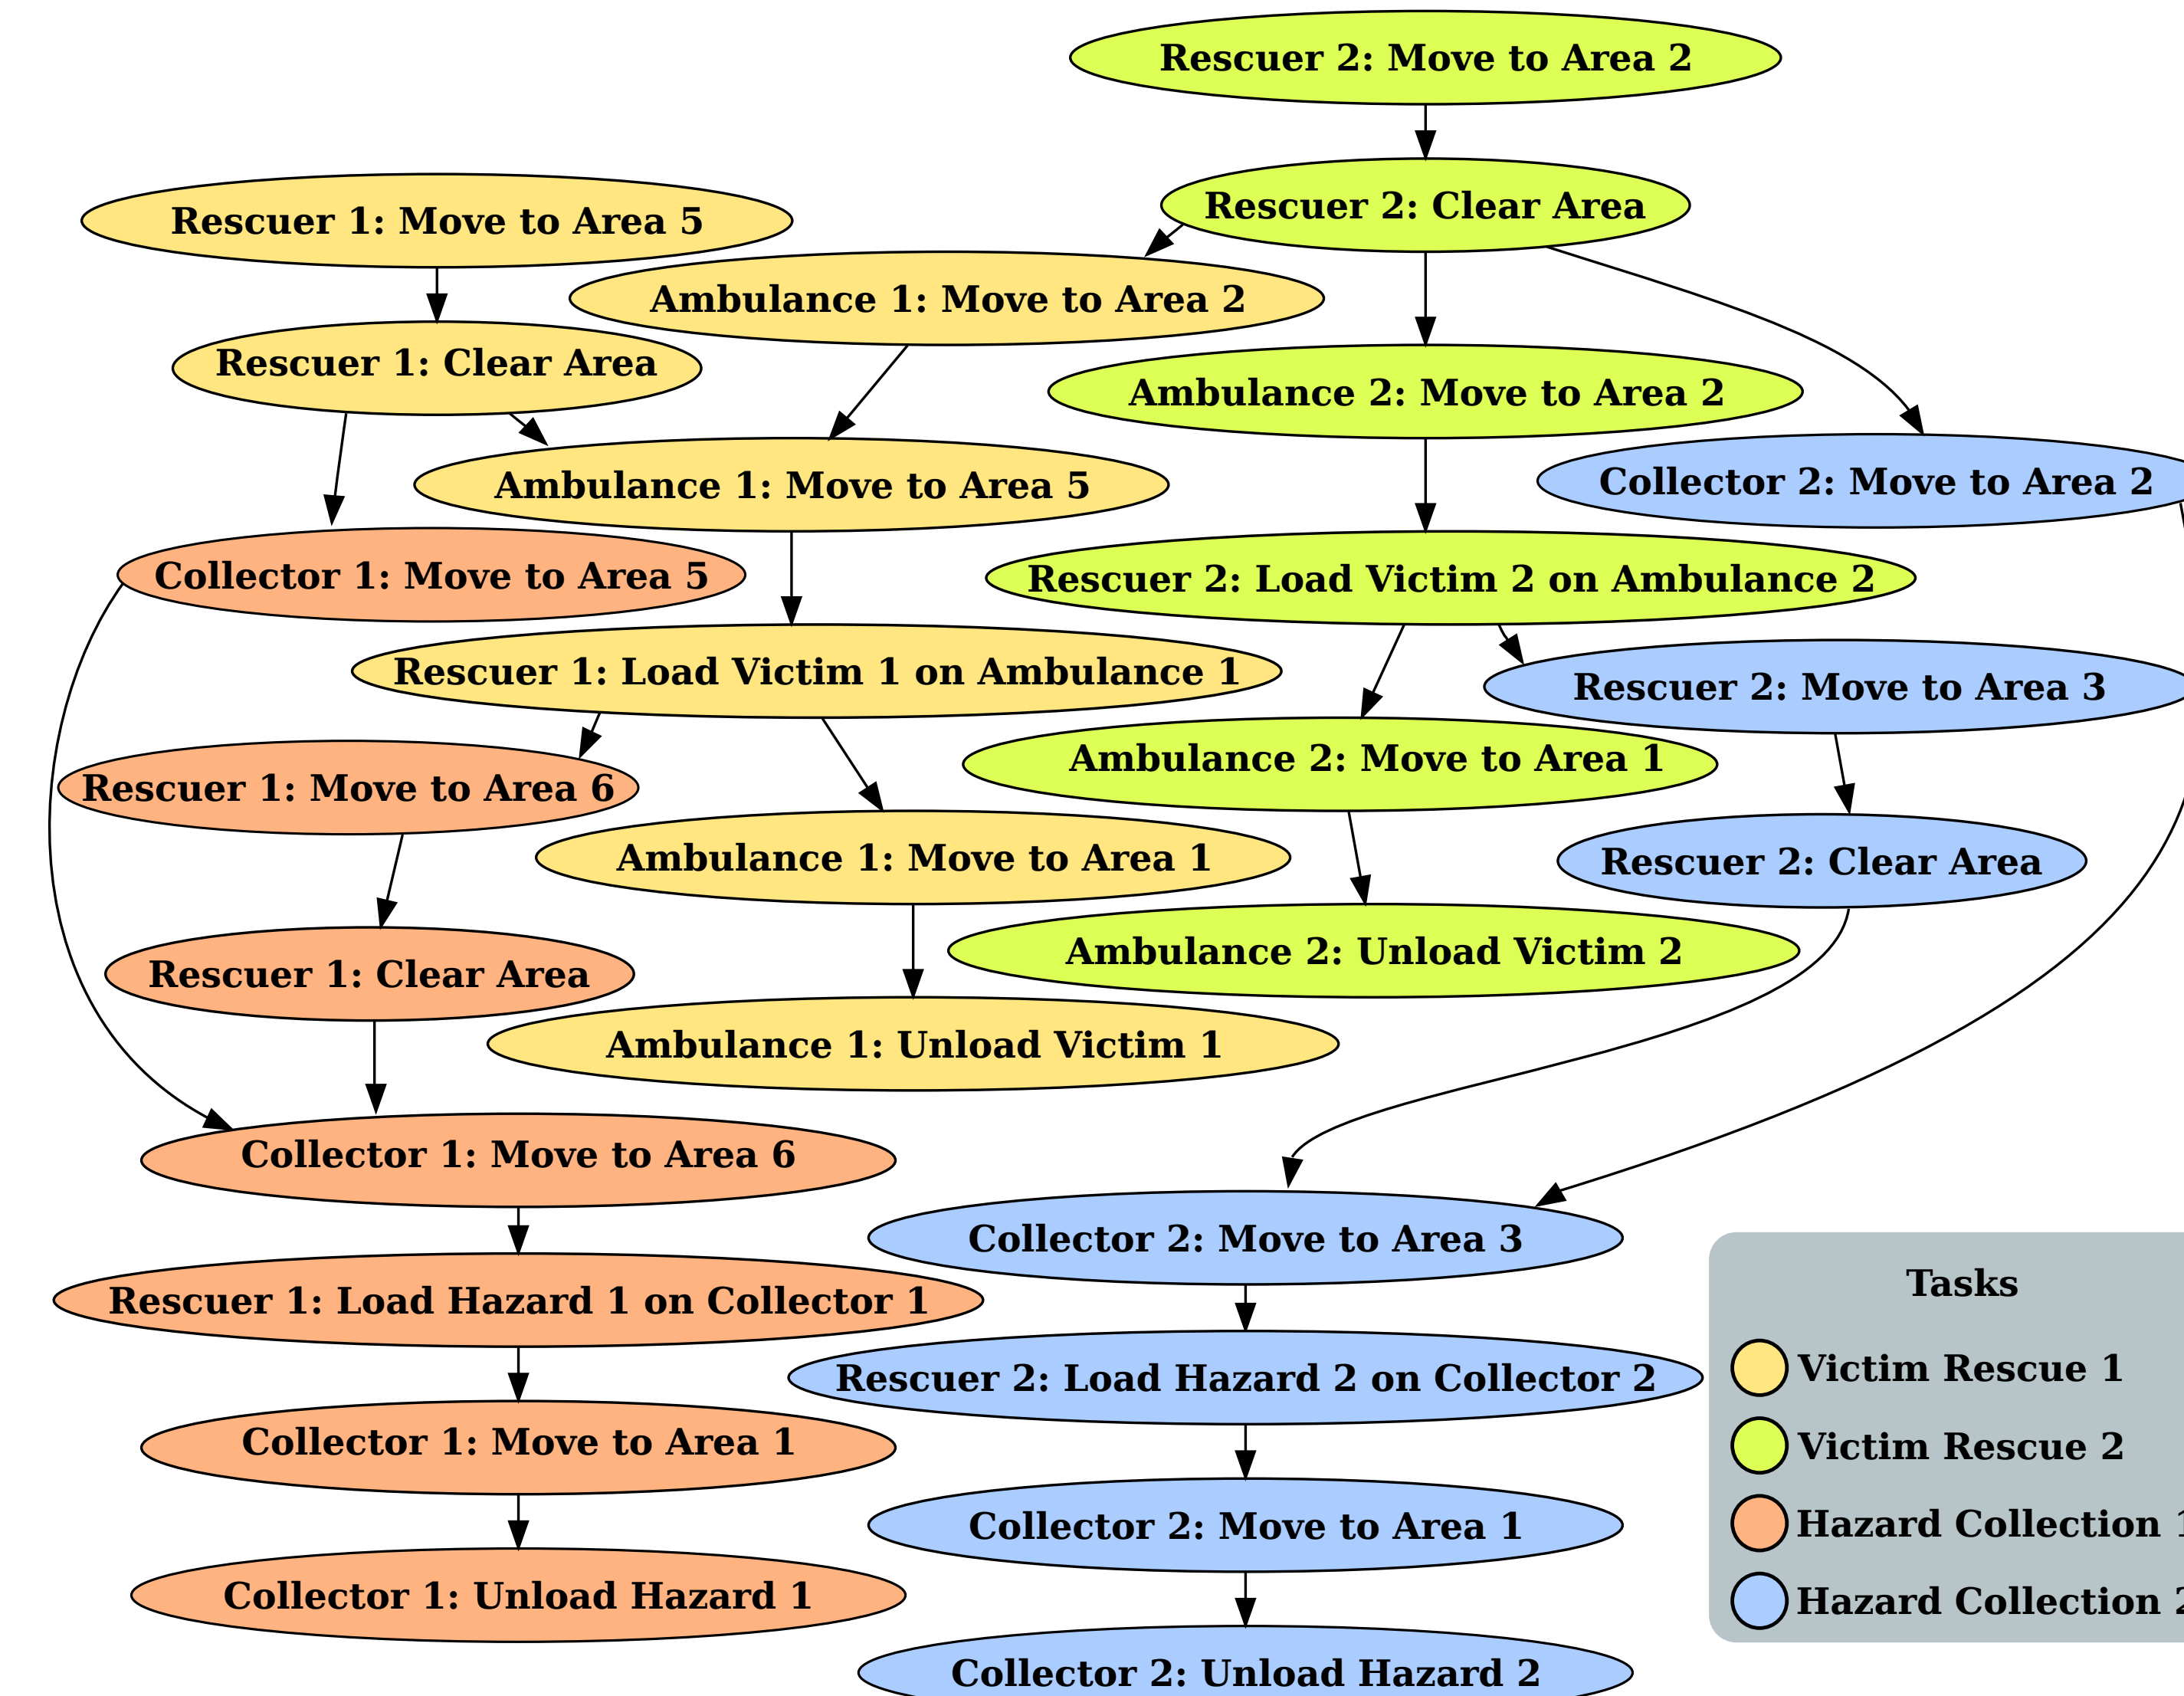 Rescuer 2: Move to Area 2
Rescuer 2: Clear Area
Rescuer 1: Move to Area 5
Ambulance 1: Move to Area 2
Rescuer 1: Clear Area
Ambulance 2: Move to Area 2
Ambulance 1: Move to Area 5
Collector 2: Move to Area 2
Collector 1: Move to Area 5
Rescuer 2: Load Victim 2 on Ambulance 2
Rescuer 1: Load Victim 1 on Ambulance 1
Rescuer 2: Move to Area 3
Rescuer 1: Move to Area 6
Ambulance 2: Move to Area 1
Ambulance 1: Move to Area 1
Rescuer 2: Clear Area
Rescuer 1: Clear Area
Ambulance 2: Unload Victim 2
Ambulance 1: Unload Victim 1
Collector 1: Move to Area 6
Collector 2: Move to Area 3
Rescuer 1: Load Hazard 1 on Collector 1
Rescuer 2: Load Hazard 2 on Collector 2
Collector 1: Move to Area 1
Collector 2: Move to Area 1
Collector 1: Unload Hazard 1
Collector 2: Unload Hazard 2
Tasks
Victim Rescue 1
Victim Rescue 2
Hazard Collection 1
Hazard Collection 2